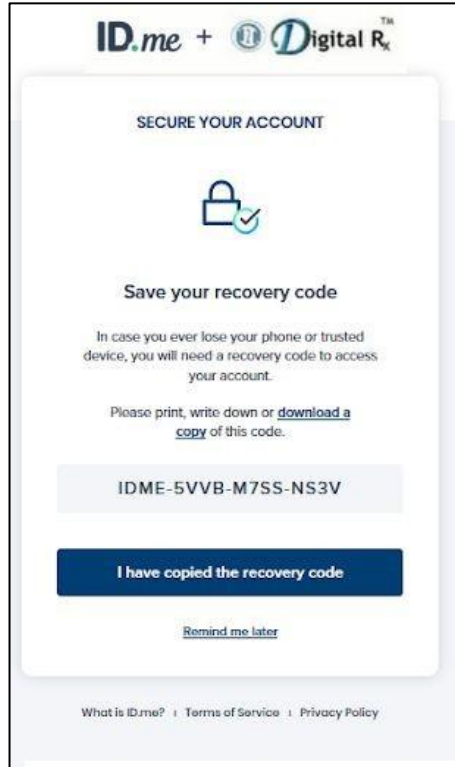 ID.me + Digital Rx™
SECURE YOUR ACCOUNT
Save your recovery code
In case you ever lose your phone or trusted
device, you will need a recovery code to access
your account.
Please print, write down or download a
copy of this code.
IDME-5VVB-M7SS-NS3V
I have copied the recovery code
Remind me later
What is ID.me? | Terms of Service | Privacy Policy